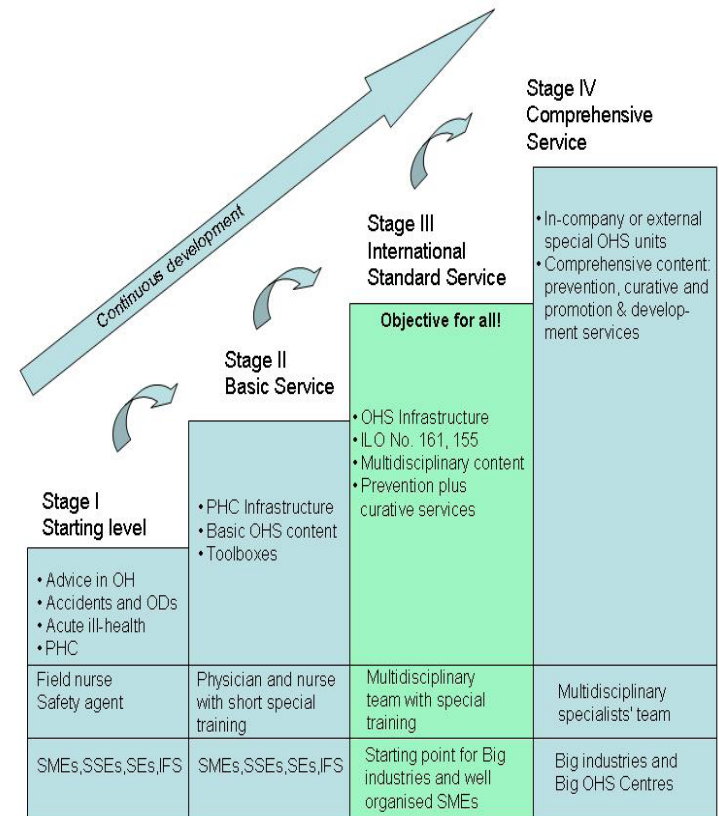 Continuous development
Stage I
Starting level
• Advice in OH
• Accidents and ODs
• Acute ill-health
• PHC
Field nurse
Safety agent
SMEs,SSEs,SEs,IFS
Stage II
Basic Service
• PHC Infrastructure
• Basic OHS content
• Toolboxes
Physician and nurse
with short special
training
SMEs,SSEs,SEs,IFS
Stage III
International
Standard Service
Objective for all!
• OHS Infrastructure
• ILO No. 161, 155
• Multidisciplinary content
• Prevention plus
curative services
Multidisciplinary
team with special
training
Starting point for Big
industries and well
organised SMEs
Stage IV
Comprehensive
Service
• In-company or external
special OHS units
• Comprehensive content:
prevention, curative and
promotion & develop-
ment services
Multidisciplinary
specialists' team
Big industries and
Big OHS Centres